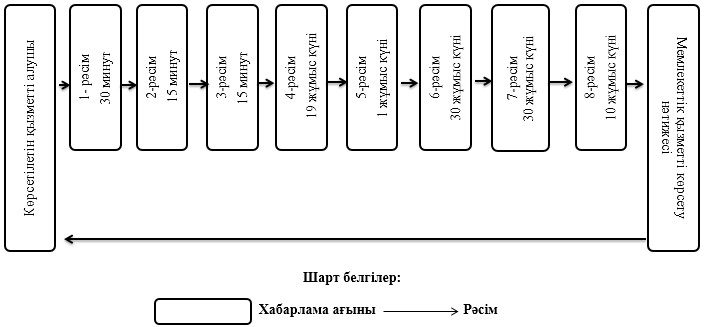 Көрсетілетін қызметті алушы
1- рәсім
30 минут
2-рәсім
15 минут
3-рәсім
15 минут
4-рәсім
19 жұмыс күні
5-рәсім
1 жұмыс күні
6-рәсім
30 жұмыс күні
7-рәсім
30 жұмыс күні
8-рәсім
10 жұмыс күні
Мемлекеттік қызметті көрсету
нәтижесі
Шарт белгілер:
Хабарлама ағыны Рәсім